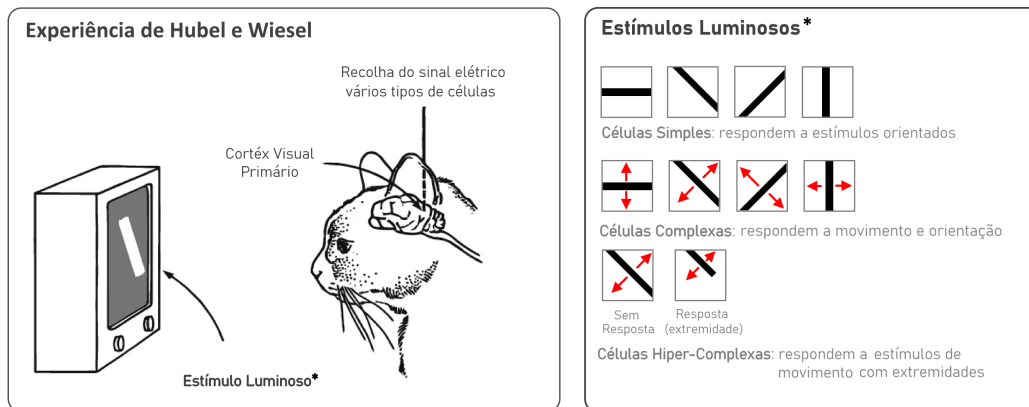 Experiência de Hubel e Wiesel
Recolha do sinal elétrico
vários tipos de células
Cortéx Visual
Primário
Estímulo Luminoso*
Estímulos Luminosos*
Células Simples: respondem a estímulos orientados
Células Complexas: respondem a movimento e orientação
Sem
Resposta
Resposta
(extremidade)
Células Hiper-Complexas: respondem a estímulos de
movimento com extremidades